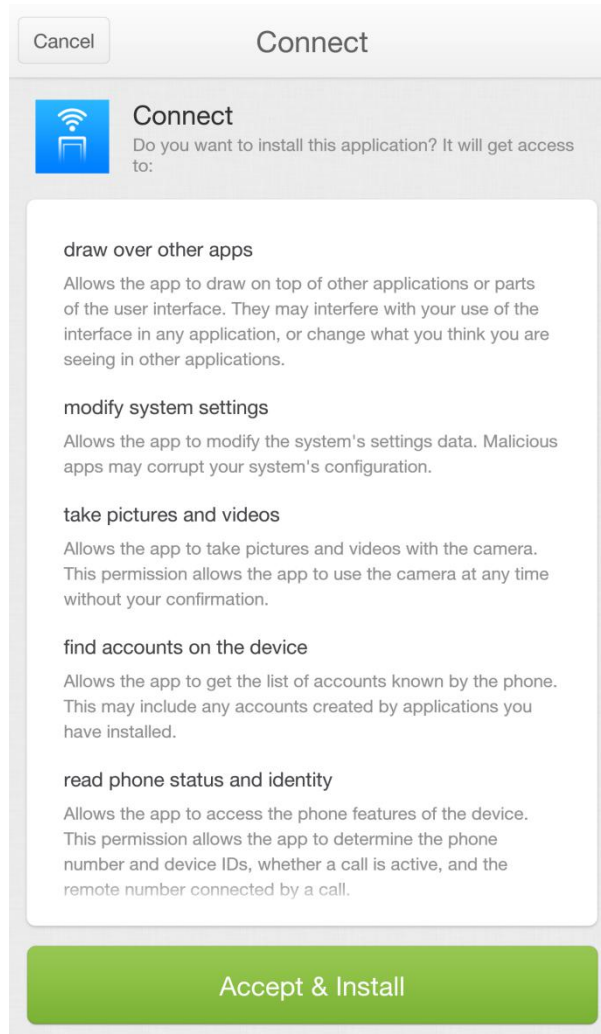 Cancel
Connect
Connect
Do you want to install this application? It will get access
to:
draw over other apps
Allows the app to draw on top of other applications or parts
of the user interface. They may interfere with your use of the
interface in any application, or change what you think you are
seeing in other applications.
modify system settings
Allows the app to modify the system's settings data. Malicious
apps may corrupt your system's configuration.
take pictures and videos
Allows the app to take pictures and videos with the camera.
This permission allows the app to use the camera at any time
without your confirmation.
find accounts on the device
Allows the app to get the list of accounts known by the phone.
This may include any accounts created by applications you
have installed.
read phone status and identity
Allows the app to access the phone features of the device.
This permission allows the app to determine the phone
number and device IDs, whether a call is active, and the
remote number connected by a call.
Accept & Install